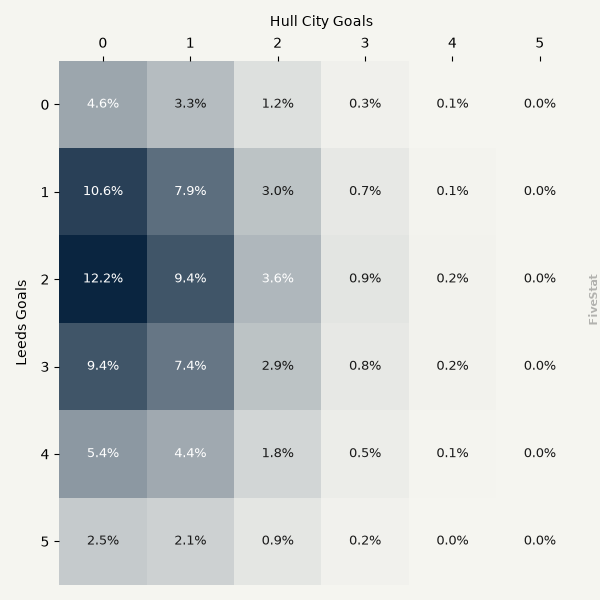 Hull City Goals
0 1 2 3 4 5
0 4.6% 3.3% 1.2% 0.3% 0.1% 0.0%
1 10.6% 7.9% 3.0% 0.7% 0.1% 0.0%
2 12.2% 9.4% 3.6% 0.9% 0.2% 0.0%
3 9.4% 7.4% 2.9% 0.8% 0.2% 0.0%
4 5.4% 4.4% 1.8% 0.5% 0.1% 0.0%
5 2.5% 2.1% 0.9% 0.2% 0.0% 0.0%
Leeds Goals
FiveStat